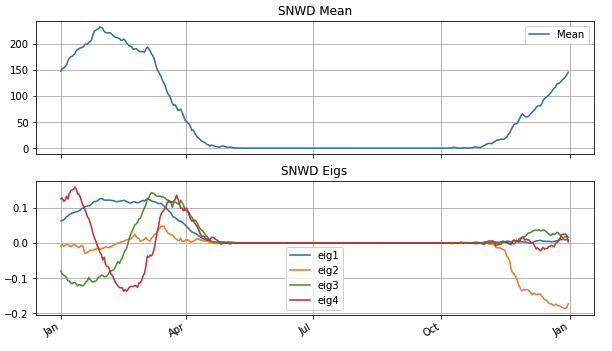 SNWD Mean
200
150
100
50
0
Mean
SNWD Eigs
0.1
0.0
−0.1
−0.2
eig1
eig2
eig3
eig4
Jan
Apr
Jul
Oct
Jan